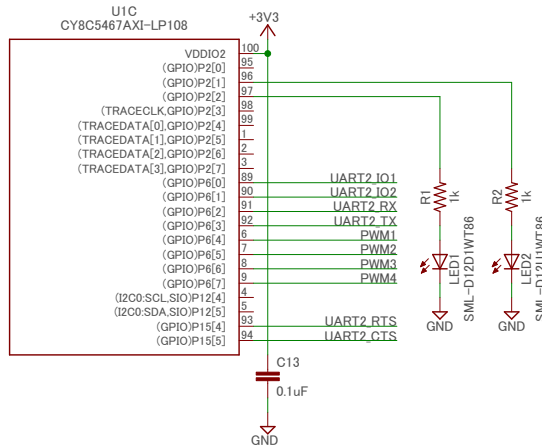 U1C
CY8C5467AXI-LP108
+3V3
VDDIO2 100
(GPIO)P2[0] 95
(GPIO)P2[1] 96
(GPIO)P2[2] 97
(TRACECLK,GPIO)P2[3] 98
(TRACEDATA[0],GPIO)P2[4] 99
(TRACEDATA[1],GPIO)P2[5] 1
(TRACEDATA[2],GPIO)P2[6] 2
(TRACEDATA[3],GPIO)P2[7] 3
(GPIO)P6[0] 89 UART2_IO1
(GPIO)P6[1] 90 UART2_IO2
(GPIO)P6[2] 91 UART2_RX
(GPIO)P6[3] 92 UART2_TX
(GPIO)P6[4] 6 PWM1
(GPIO)P6[5] 7 PWM2
(GPIO)P6[6] 8 PWM3
(GPIO)P6[7] 9 PWM4
(I2C0:SCL,SIO)P12[4] 4
(I2C0:SDA,SIO)P12[5] 5
(GPIO)P15[4] 93 UART2_RTS
(GPIO)P15[5] 94 UART2_CTS
R1
1k
R2
1k
LED1
SML-D12D1WT86
LED2
SML-D12U1WT86
GND
GND
C13
0.1uF
GND